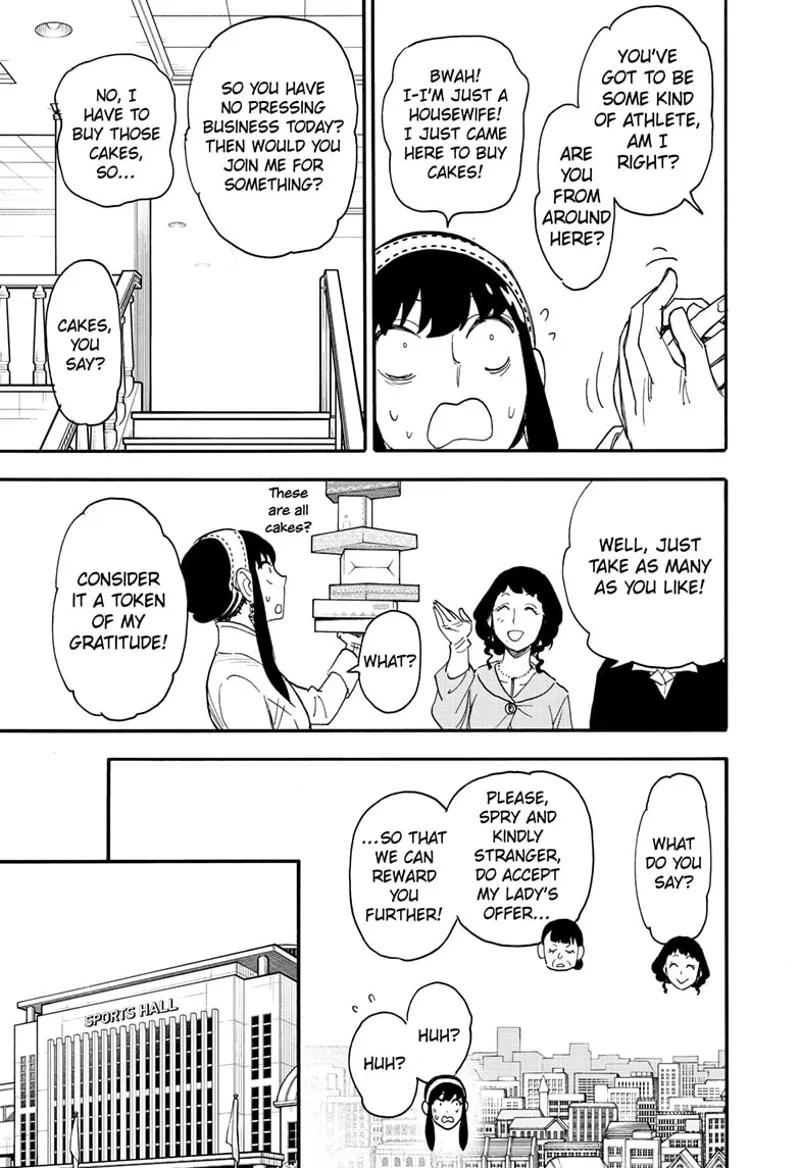 YOU'VE
GOT TO BE
SOME KIND
OF ATHLETE,
AM I
RIGHT?
ARE
YOU
FROM
AROUND
HERE?
BWAH!
I-I'M JUST A
HOUSEWIFE!
I JUST CAME
HERE TO BUY
CAKES!
SO YOU HAVE
NO PRESSING
BUSINESS TODAY?
THEN WOULD YOU
JOIN ME FOR
SOMETHING?
NO, I
HAVE TO
BUY THOSE
CAKES,
SO...
CAKES,
YOU
SAY?
WELL, JUST
TAKE AS MANY
AS YOU LIKE!
These
are all
cakes?
WHAT?
CONSIDER
IT A TOKEN
OF MY
GRATITUDE!
WHAT
DO YOU
SAY?
PLEASE,
SPRY AND
KINDLY
STRANGER,
DO ACCEPT
MY LADY'S
OFFER...
...SO THAT
WE CAN
REWARD
YOU
FURTHER!
HUH?
HUH?
SPORTS HALL